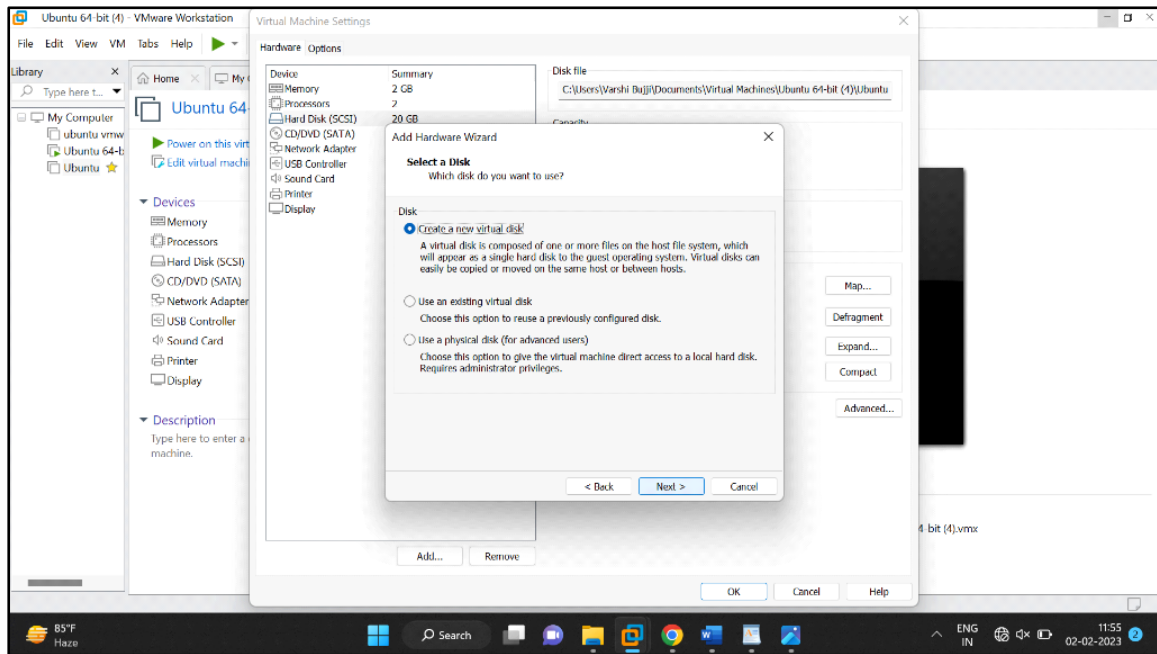 Ubuntu 64-bit (4) - VMware Workstation
File Edit View VM Tabs Help
Library
Type here t...
My Computer
ubuntu vmw
Ubuntu 64-b
Ubuntu
Home
My
Ubuntu 64-
Power on this virt
Edit virtual machi
Devices
Memory
Processors
Hard Disk (SCSI)
CD/DVD (SATA)
Network Adapter
USB Controller
Sound Card
Printer
Display
Description
Type here to enter a
machine.
Virtual Machine Settings
Hardware Options
Device Summary
Memory 2 GB
Processors 2
Hard Disk (SCSI) 20 GB
CD/DVD (SATA)
Network Adapter
USB Controller
Sound Card
Printer
Display
Add... Remove
Disk file
C:\Users\Varshi Bujji\Documents\Virtual Machines\Ubuntu 64-bit (4)\Ubuntu
Capacity
Map...
Defragment
Expand...
Compact
Advanced...
Add Hardware Wizard
Select a Disk
Which disk do you want to use?
Disk
Create a new virtual disk
A virtual disk is composed of one or more files on the host file system, which
will appear as a single hard disk to the guest operating system. Virtual disks can
easily be copied or moved on the same host or between hosts.
Use an existing virtual disk
Choose this option to reuse a previously configured disk.
Use a physical disk (for advanced users)
Choose this option to give the virtual machine direct access to a local hard disk.
Requires administrator privileges.
< Back Next > Cancel
4-bit (4).vmx
OK Cancel Help
85°F
Haze
Search
ENG
IN
11:55
02-02-2023
2